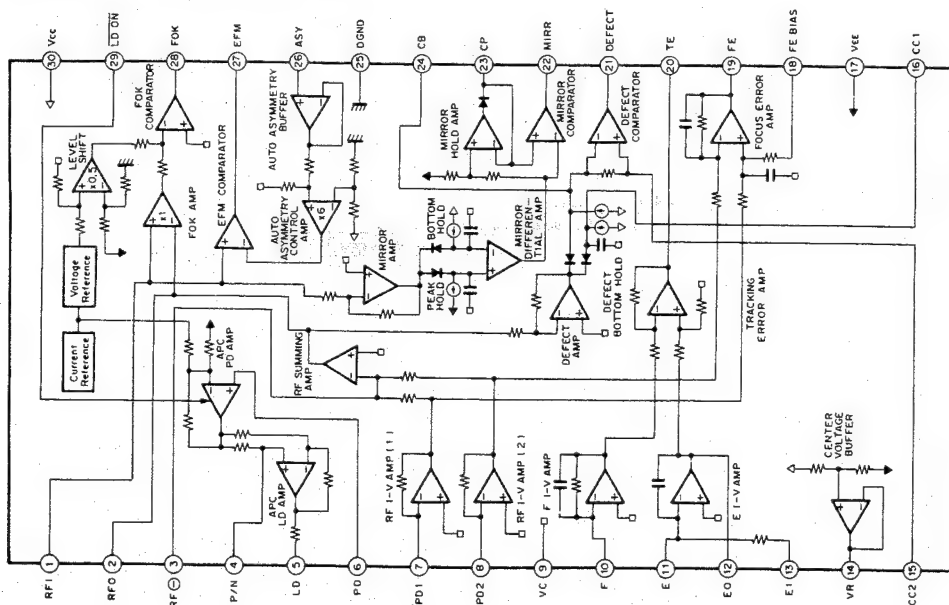 30 Vcc
29 LD ON
28 FOK
27 EFM
26 ASY
25 DGND
24 CB
23 CP
22 MIRR
21 DEFECT
20 TE
19 FE
18 FE BIAS
17 VEE
16 CC1
FOK COMPARATOR
LEVEL SHIFT
×0,5
×1
FOK AMP
EFM COMPARATOR
AUTO ASYMMETRY BUFFER
AUTO ASYMMETRY CONTROL AMP
×6
MIRROR HOLD AMP
MIRROR COMPARATOR
DEFECT COMPARATOR
FOCUS ERROR AMP
Voltage Reference
Current Reference
MIRROR AMP
BOTTOM HOLD
PEAK HOLD
MIRROR DIFFEREN- TIAL AMP
DEFECT AMP
DEFECT BOTTOM HOLD
TRACKING ERROR AMP
APC PD AMP
RF SUMMING AMP
APC LD AMP
RF I-V AMP (1)
RF I-V AMP (2)
F I-V AMP
E I-V AMP
CENTER VOLTAGE BUFFER
RFI 1
RFO 2
RF⊖ 3
P/N 4
LD 5
PD 6
PD1 7
PD2 8
VC 9
F 10
E 11
EO 12
EI 13
VR 14
CC2 15